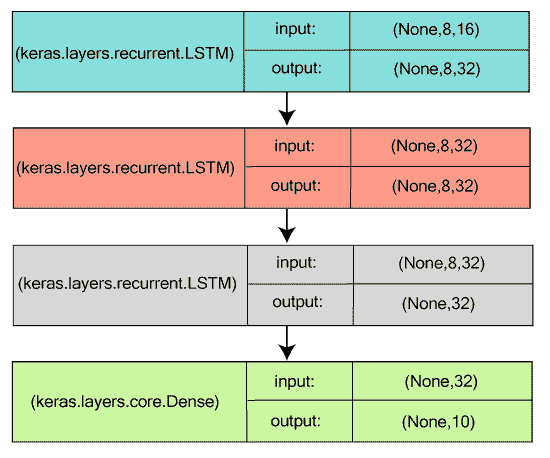 input: (None,8,16)
(keras.layers.recurrent.LSTM)
output: (None,8,32)
input: (None,8,32)
(keras.layers.recurrent.LSTM)
output: (None,8,32)
input: (None,8,32)
(keras.layers.recurrent.LSTM)
output: (None,32)
input: (None,32)
(keras.layers.core.Dense)
output: (None,10)